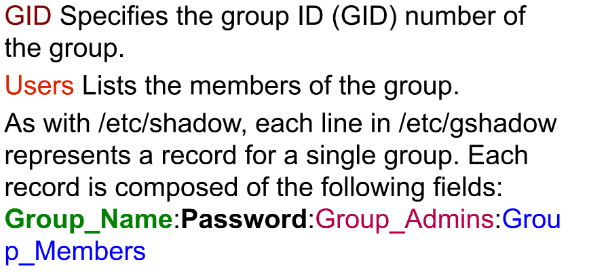 GID Specifies the group ID (GID) number of
the group.
Users Lists the members of the group.
As with /etc/shadow, each line in /etc/gshadow
represents a record for a single group. Each
record is composed of the following fields:
Group_Name:Password:Group_Admins:Grou
p_Members